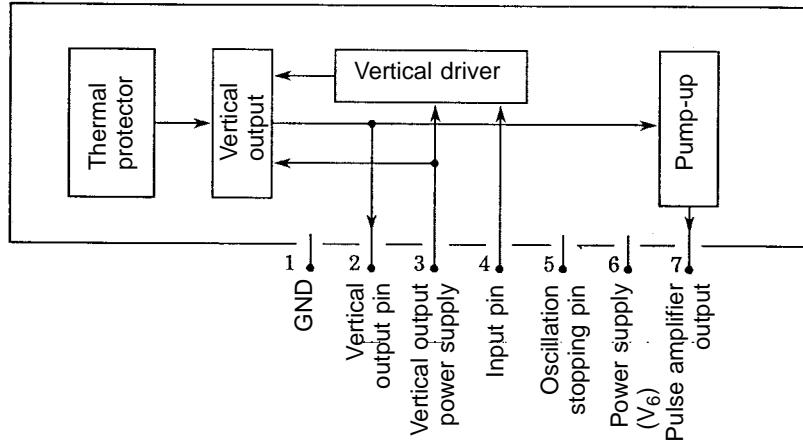 Thermal
protector
Vertical
output
Vertical driver
Pump-up
1
2
3
4
5
6
7
GND
Vertical
output pin
Vertical output
power supply
Input pin
Oscillation
stopping pin
Power supply
(V6)
Pulse amplifier
output